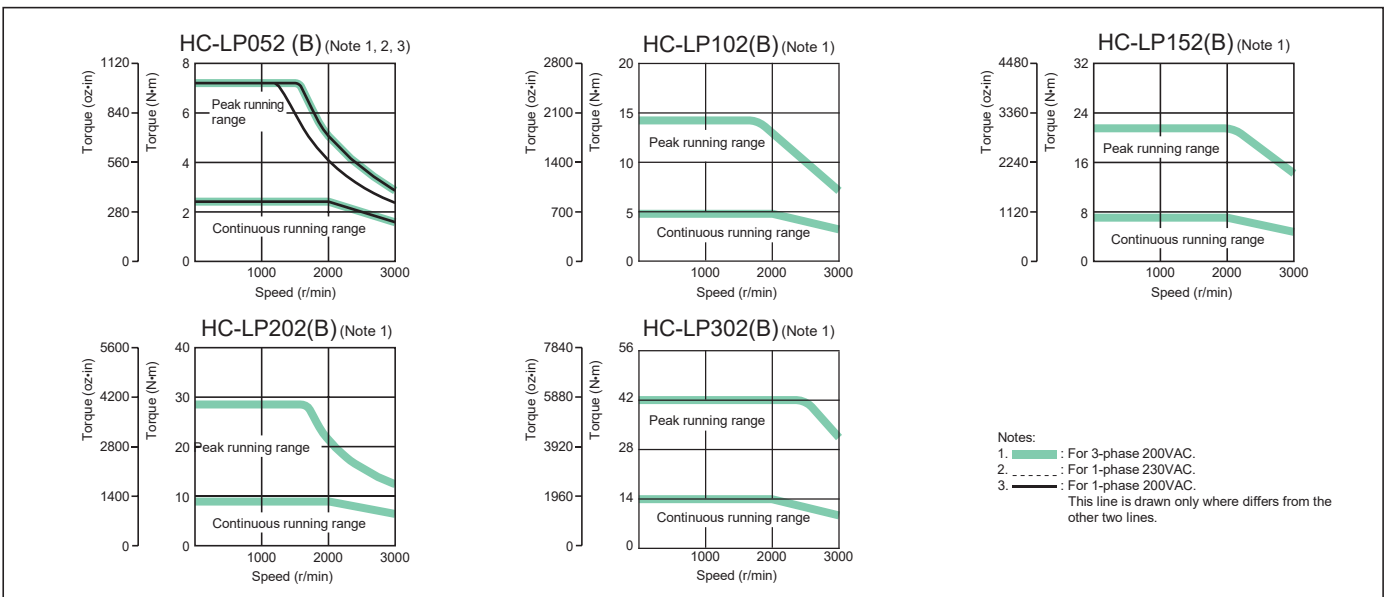 HC-LP052 (B) (Note 1, 2, 3)
1120
840
560
280
0
Torque (oz•in)
8
6
4
2
0
Torque (N•m)
Peak running
range
Continuous running range
1000 2000 3000
Speed (r/min)
HC-LP102(B) (Note 1)
2800
2100
1400
700
0
Torque (oz•in)
20
15
10
5
0
Torque (N•m)
Peak running range
Continuous running range
1000 2000 3000
Speed (r/min)
HC-LP152(B) (Note 1)
4480
3360
2240
1120
0
Torque (oz•in)
32
24
16
8
0
Torque (N•m)
Peak running range
Continuous running range
1000 2000 3000
Speed (r/min)
HC-LP202(B) (Note 1)
5600
4200
2800
1400
0
Torque (oz•in)
40
30
20
10
0
Torque (N•m)
Peak running range
Continuous running range
1000 2000 3000
Speed (r/min)
HC-LP302(B) (Note 1)
7840
5880
3920
1960
0
Torque (oz•in)
56
42
28
14
0
Torque (N•m)
Peak running range
Continuous running range
1000 2000 3000
Speed (r/min)
Notes:
1. : For 3-phase 200VAC.
2. : For 1-phase 230VAC.
3. : For 1-phase 200VAC.
This line is drawn only where differs from the
other two lines.